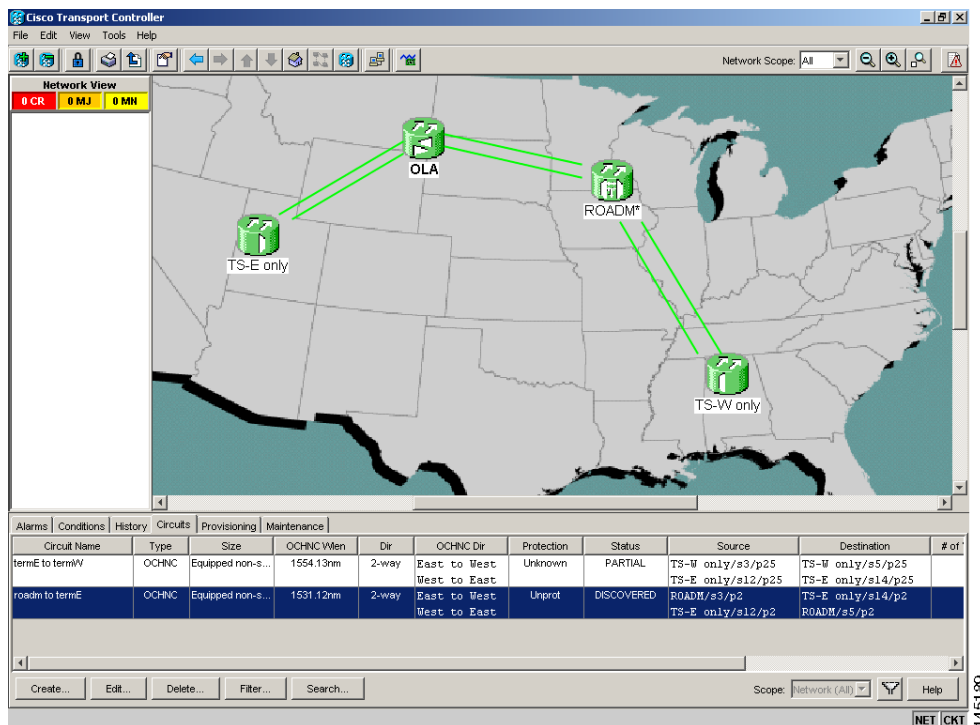 Cisco Transport Controller
File Edit View Tools Help
Network Scope: All
Network View
0 CR 0 MJ 0 MN
OLA
ROADM*
TS-E only
TS-W only
Alarms Conditions History Circuits Provisioning Maintenance
Circuit Name Type Size OCHNC Wlen Dir OCHNC Dir Protection Status Source Destination # of
termE to termW OCHNC Equipped non-s... 1554.13nm 2-way East to West Unknown PARTIAL TS-W only/s3/p25 TS-W only/s5/p25
West to East TS-E only/s12/p25 TS-E only/s14/p25
roadm to termE OCHNC Equipped non-s... 1531.12nm 2-way East to West Unprot DISCOVERED ROADM/s3/p2 TS-E only/s14/p2
West to East TS-E only/s12/p2 ROADM/s5/p2
Create... Edit... Delete... Filter... Search... Scope: Network (All) Help
NET CKT